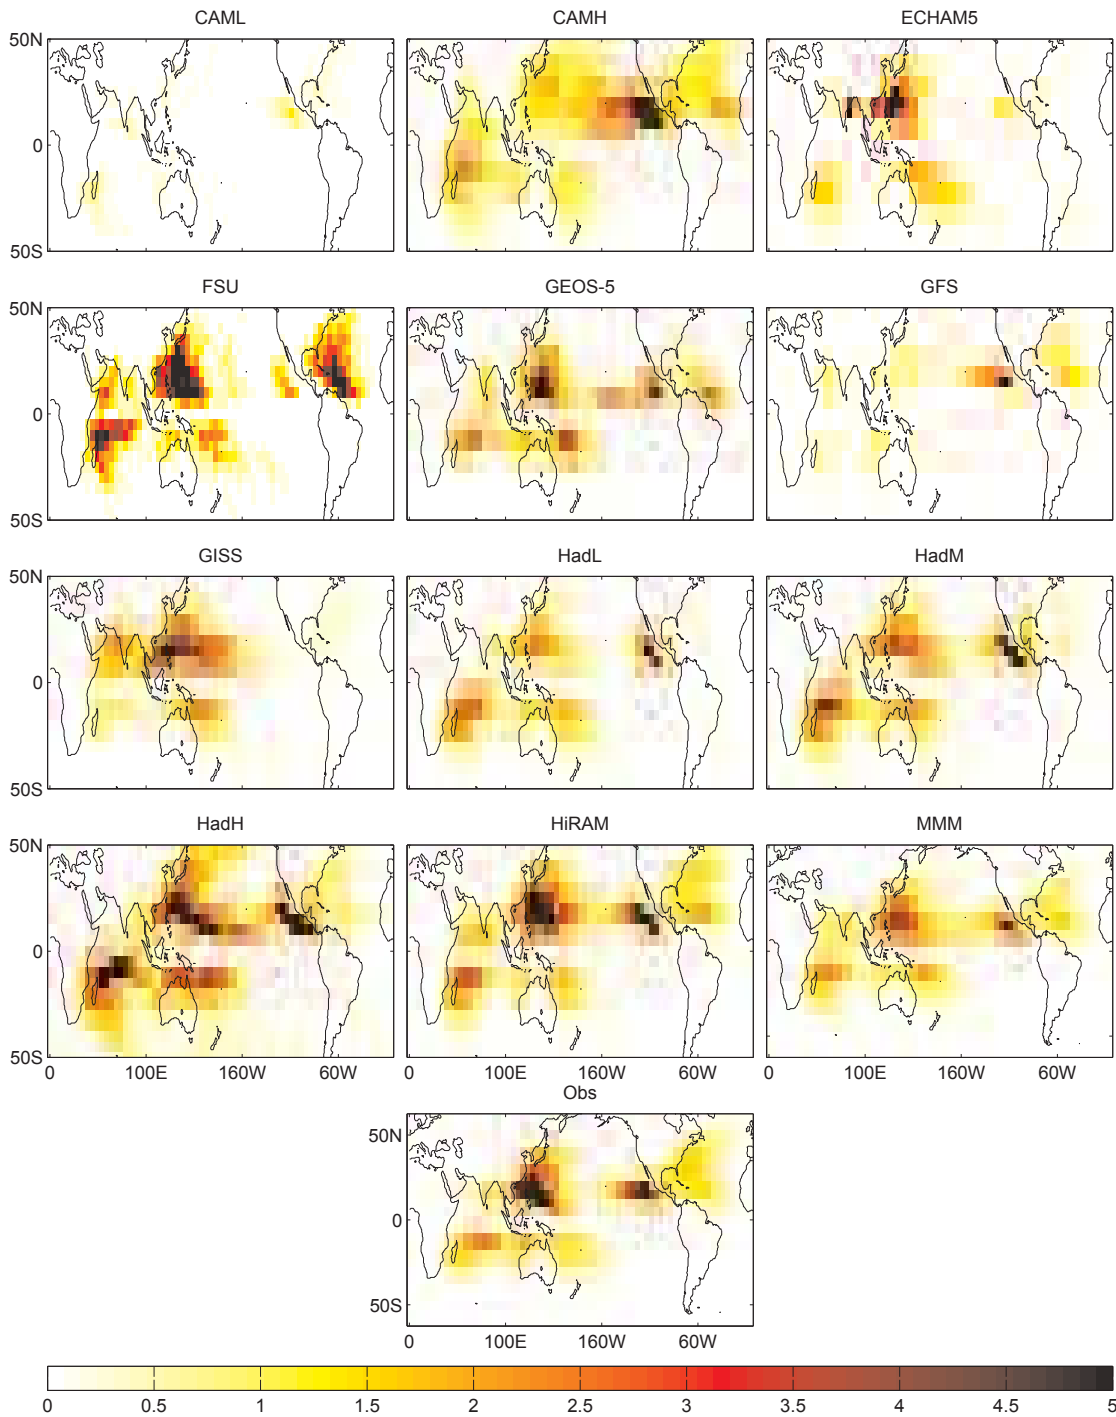 CAML CAMH ECHAM5
50N
0
50S
FSU GEOS-5 GFS
50N
0
50S
GISS HadL HadM
50N
0
50S
HadH HiRAM MMM
50N
0
50S
0 100E 160W 60W 0 100E 160W 60W 0 100E 160W 60W
Obs
50N
0
50S
0 100E 160W 60W
0 0.5 1 1.5 2 2.5 3 3.5 4 4.5 5